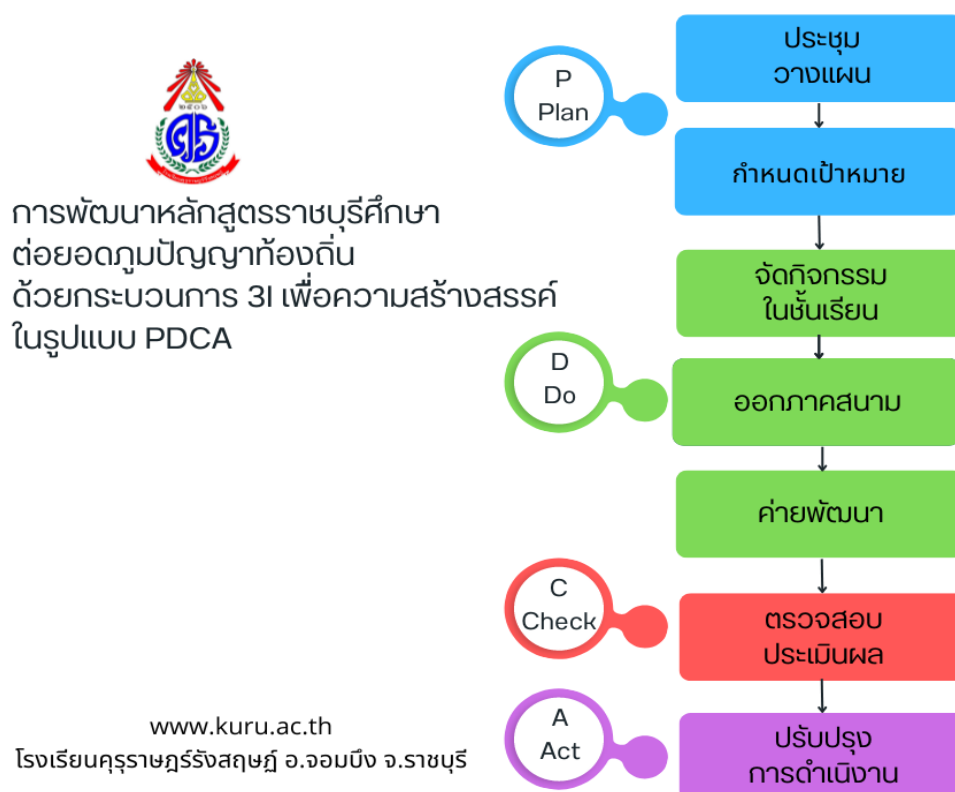 ๒๕๐๖
การพัฒนาหลักสูตรราชบุรีศึกษา
ต่อยอดภูมปัญญาท้องถิ่น
ด้วยกระบวนการ 3I เพื่อความสร้างสรรค์
ในรูปแบบ PDCA
P
Plan
ประชุม
วางแผน
กำหนดเป้าหมาย
D
Do
จัดกิจกรรม
ในชั้นเรียน
ออกภาคสนาม
ค่ายพัฒนา
C
Check
ตรวจสอบ
ประเมินผล
A
Act
ปรับปรุง
การดำเนิงาน
www.kuru.ac.th
โรงเรียนคุรุราษฎร์รังสฤษฏ์ อ.จอมบึง จ.ราชบุรี